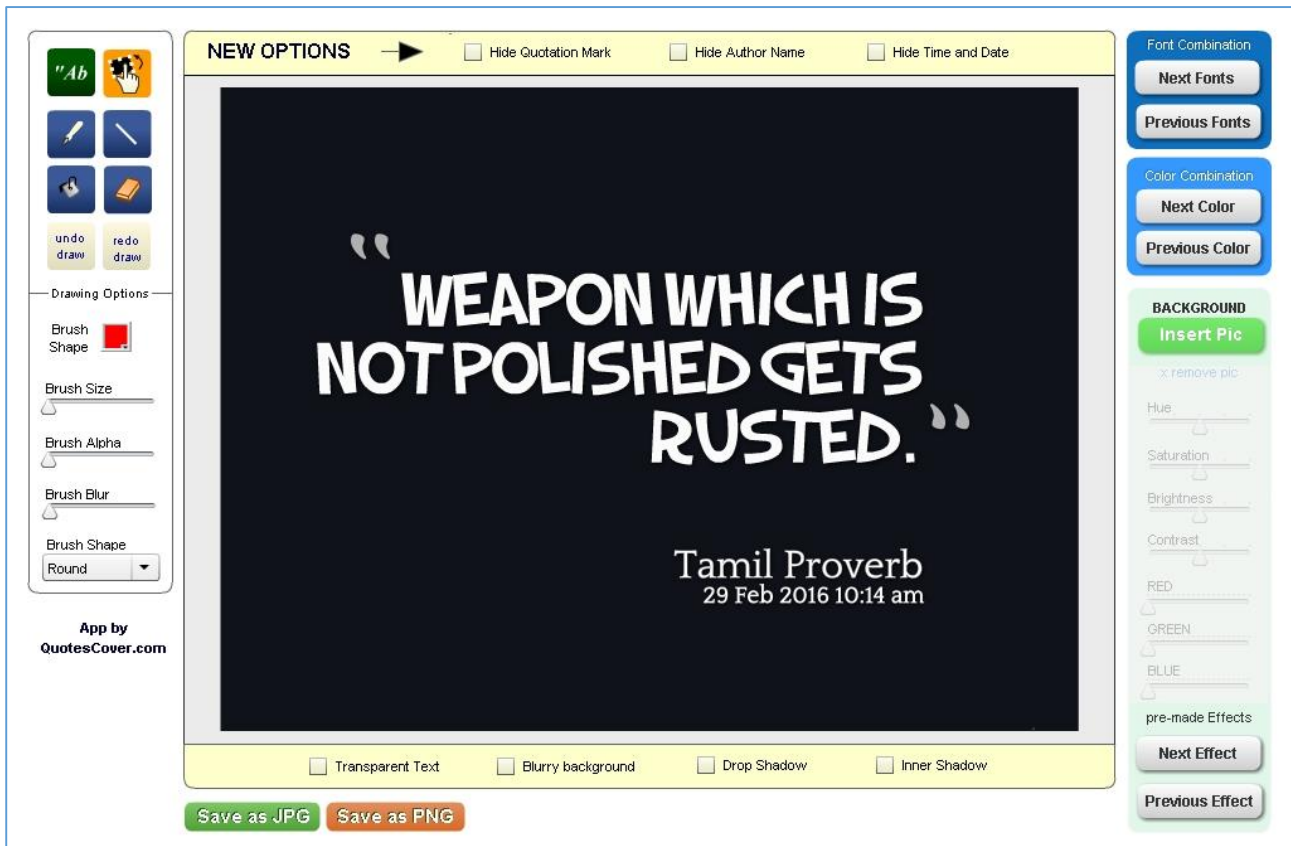 NEW OPTIONS
Hide Quotation Mark
Hide Author Name
Hide Time and Date
"Ab
undo
draw
redo
draw
Drawing Options
Brush
Shape
Brush Size
Brush Alpha
Brush Blur
Brush Shape
Round
App by
QuotesCover.com
“
WEAPON WHICH IS
NOT POLISHED GETS
RUSTED.”
Tamil Proverb
29 Feb 2016 10:14 am
Transparent Text
Blurry background
Drop Shadow
Inner Shadow
Save as JPG
Save as PNG
Font Combination
Next Fonts
Previous Fonts
Color Combination
Next Color
Previous Color
BACKGROUND
Insert Pic
x remove pic
Hue
Saturation
Brightness
Contrast
RED
GREEN
BLUE
pre-made Effects
Next Effect
Previous Effect